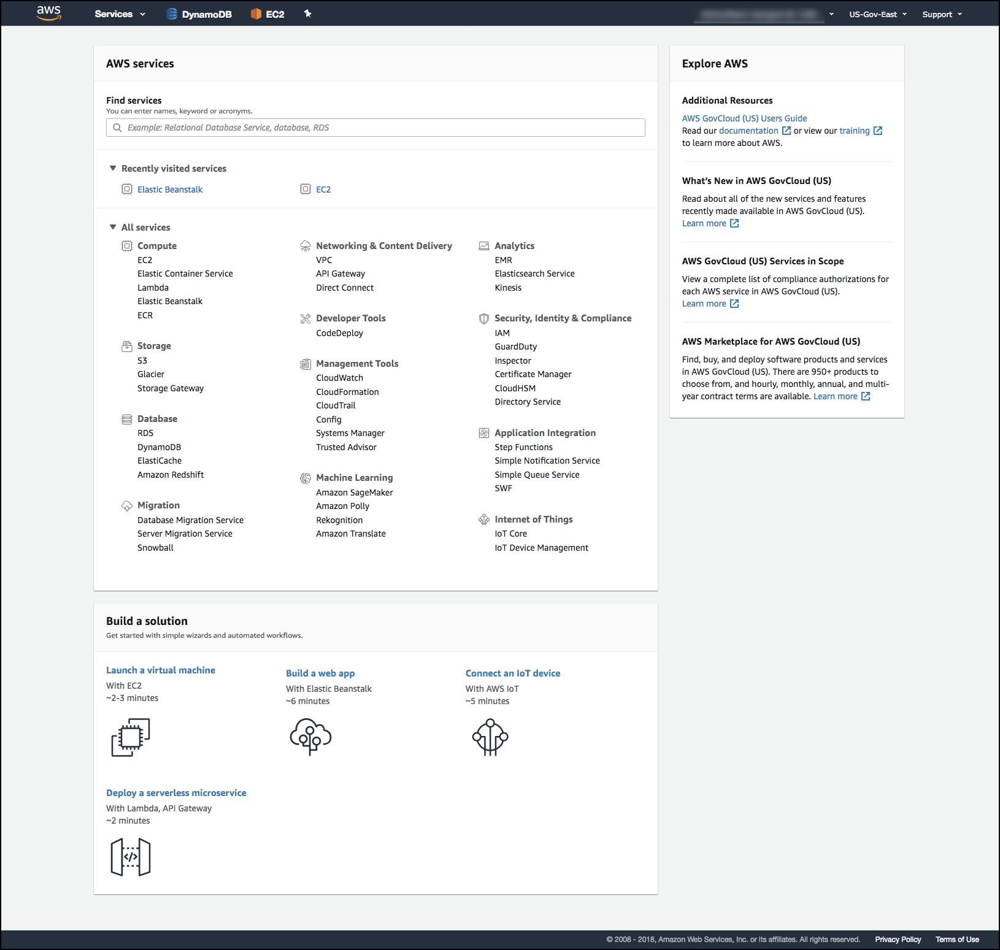 aws Services DynamoDB EC2 US-Gov-East Support
AWS services
Find services
You can enter names, keyword or acronyms.
Example: Relational Database Service, database, RDS
Recently visited services
Elastic Beanstalk
EC2
All services
Compute
EC2
Elastic Container Service
Lambda
Elastic Beanstalk
ECR
Storage
S3
Glacier
Storage Gateway
Database
RDS
DynamoDB
ElastiCache
Amazon Redshift
Migration
Database Migration Service
Server Migration Service
Snowball
Networking & Content Delivery
VPC
API Gateway
Direct Connect
Developer Tools
CodeDeploy
Management Tools
CloudWatch
CloudFormation
CloudTrail
Config
Systems Manager
Trusted Advisor
Machine Learning
Amazon SageMaker
Amazon Polly
Rekognition
Amazon Translate
Analytics
EMR
Elasticsearch Service
Kinesis
Security, Identity & Compliance
IAM
GuardDuty
Inspector
Certificate Manager
CloudHSM
Directory Service
Application Integration
Step Functions
Simple Notification Service
Simple Queue Service
SWF
Internet of Things
IoT Core
IoT Device Management
Build a solution
Get started with simple wizards and automated workflows.
Launch a virtual machine
With EC2
~2-3 minutes
Build a web app
With Elastic Beanstalk
~6 minutes
Connect an IoT device
With AWS IoT
~5 minutes
Deploy a serverless microservice
With Lambda, API Gateway
~2 minutes
</>
Explore AWS
Additional Resources
AWS GovCloud (US) Users Guide
Read our documentation or view our training
to learn more about AWS.
What's New in AWS GovCloud (US)
Read about all of the new services and features
recently made available in AWS GovCloud (US).
Learn more
AWS GovCloud (US) Services in Scope
View a complete list of compliance authorizations for
each AWS service in AWS GovCloud (US).
Learn more
AWS Marketplace for AWS GovCloud (US)
Find, buy, and deploy software products and services
in AWS GovCloud (US). There are 950+ products to
choose from, and hourly, monthly, annual, and multi-
year contract terms are available. Learn more
© 2008 - 2018, Amazon Web Services, Inc. or its affiliates. All rights reserved. Privacy Policy Terms of Use